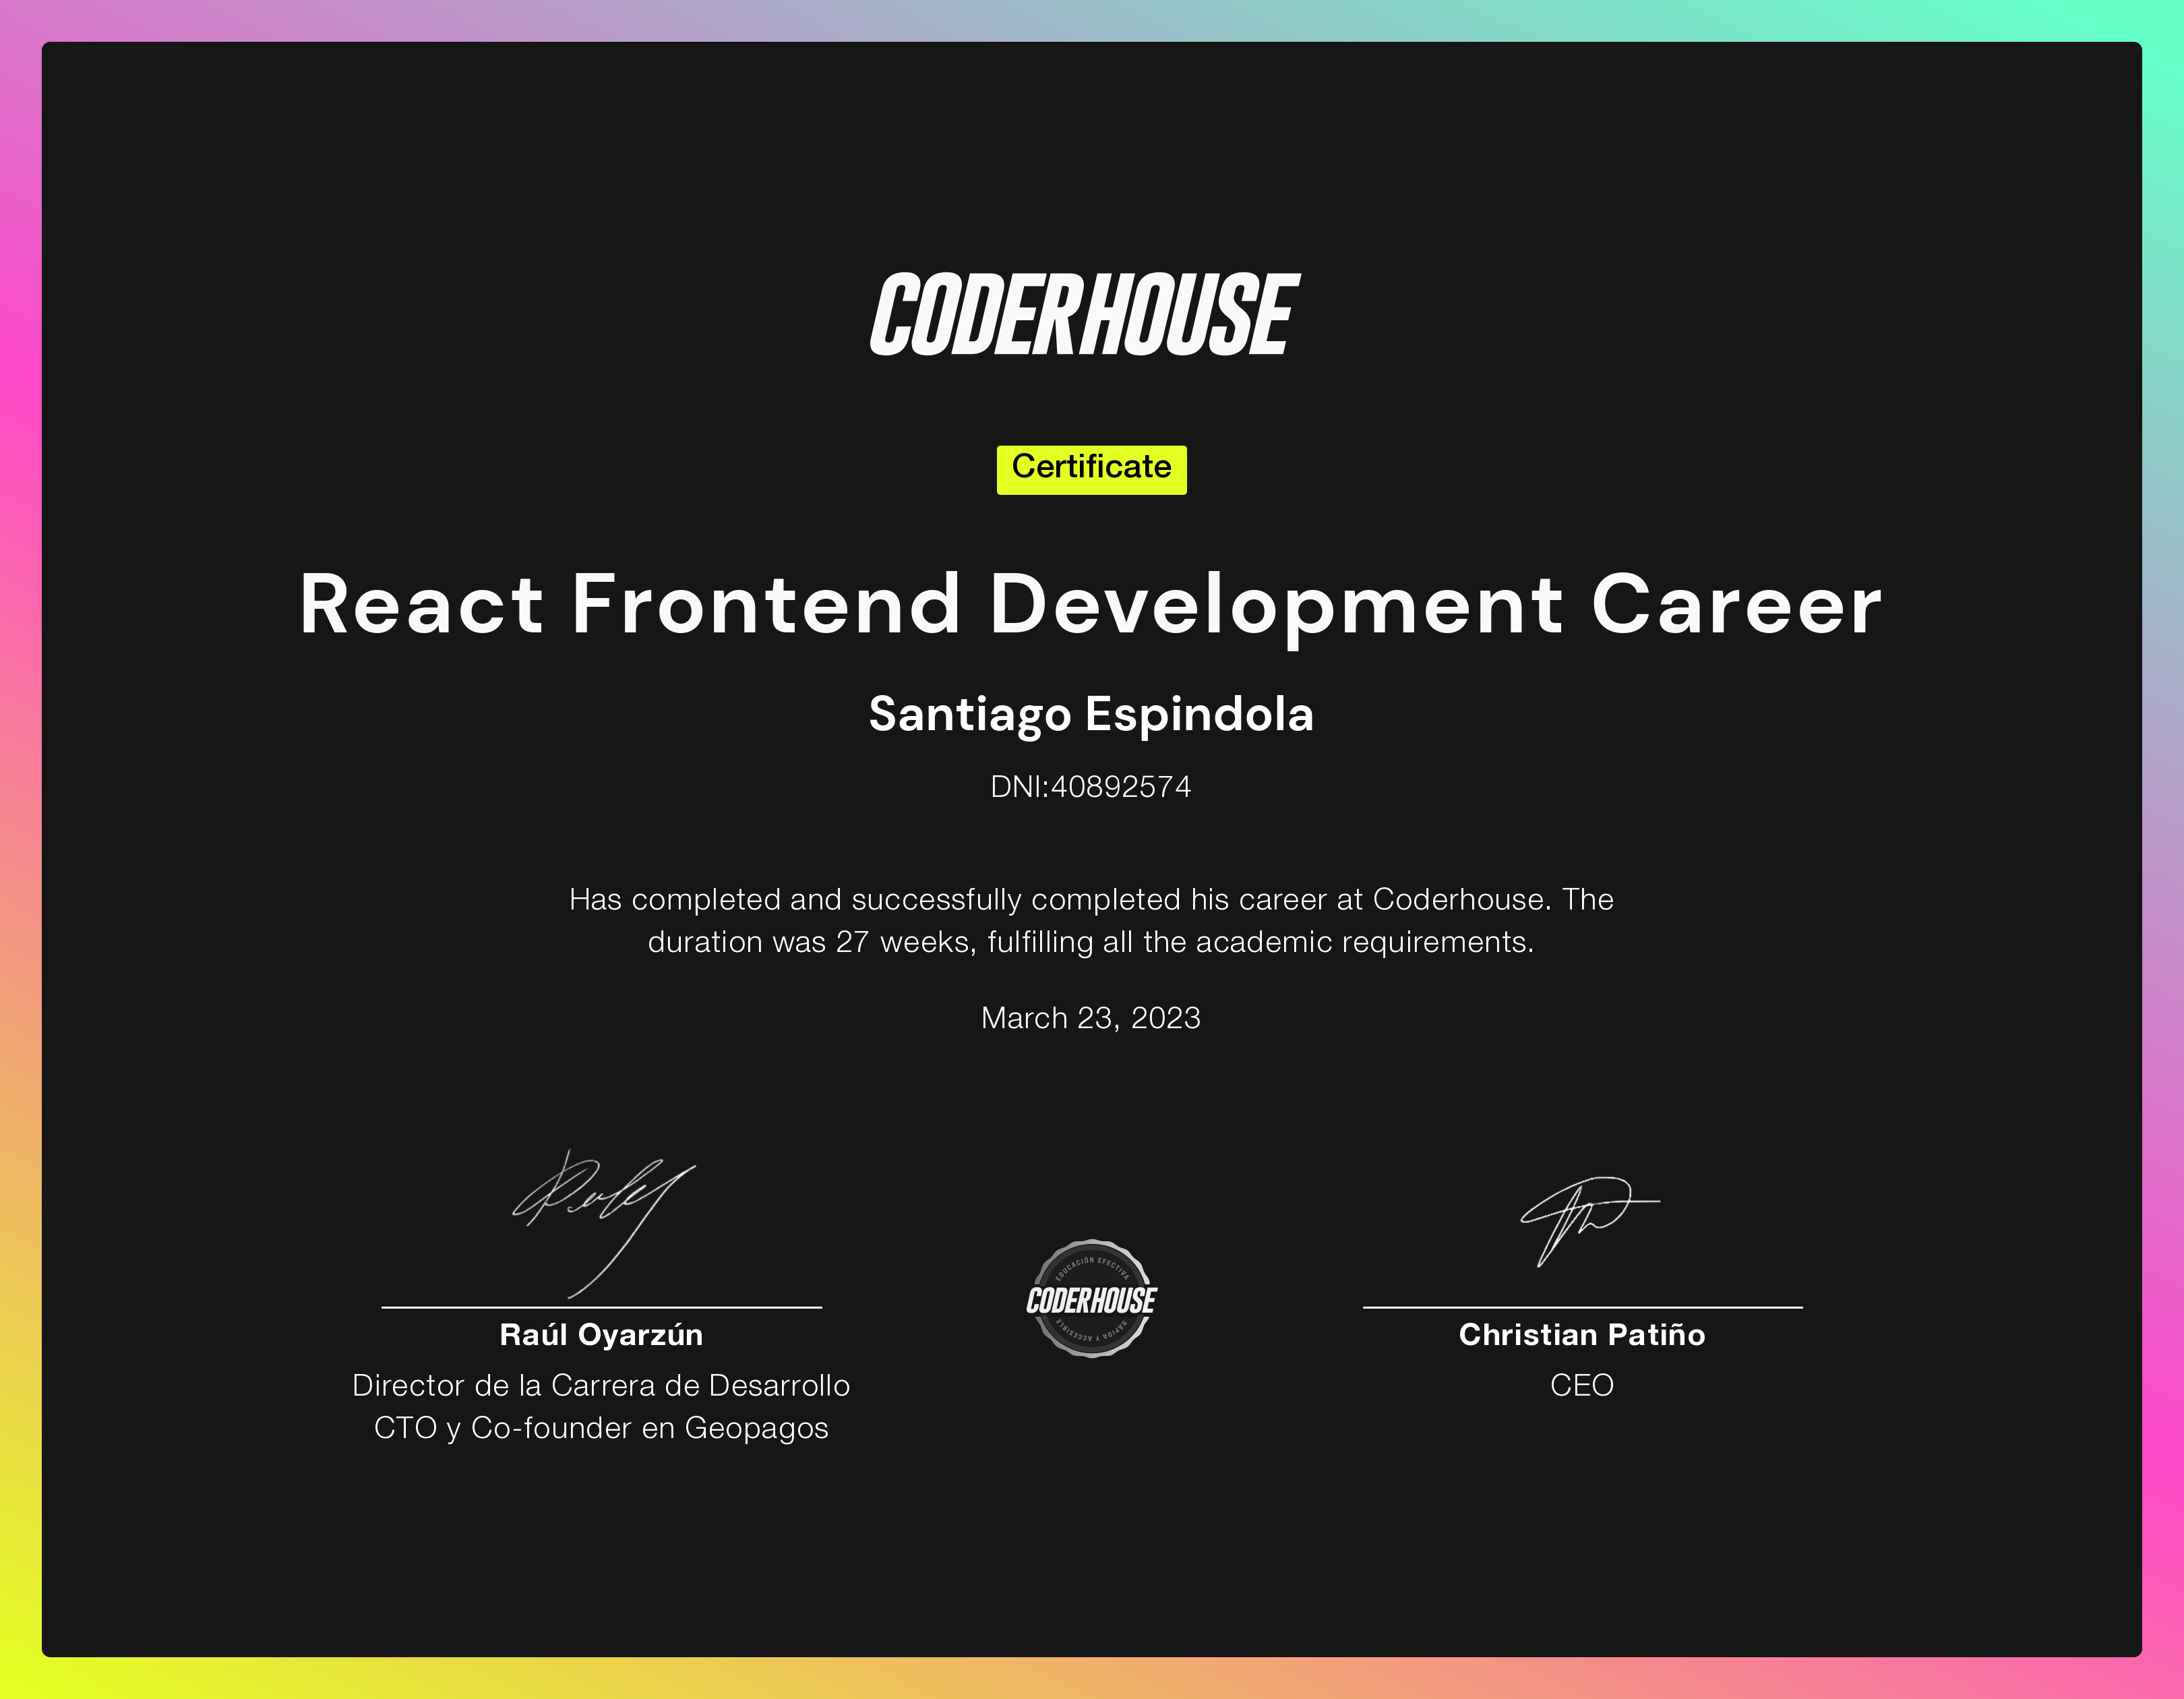 CODERHOUSE
Certificate
React Frontend Development Career
Santiago Espindola
DNI:40892574
Has completed and successfully completed his career at Coderhouse. The
duration was 27 weeks, fulfilling all the academic requirements.
March 23, 2023
Raúl Oyarzún
Director de la Carrera de Desarrollo
CTO y Co-founder en Geopagos
EDUCACIÓN EFECTIVA
CODERHOUSE
RÁPIDA Y ACCESIBLE
Christian Patiño
CEO